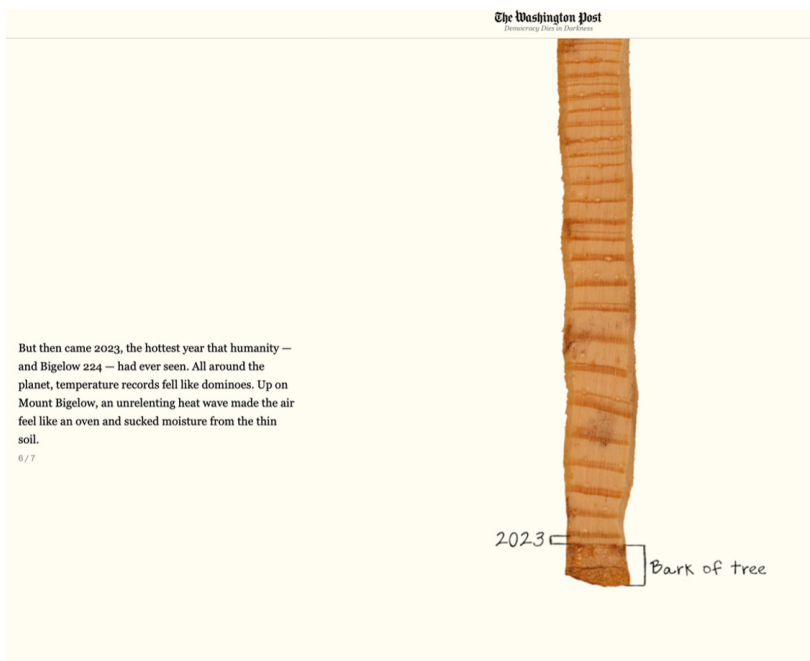 The Washington Post
Democracy Dies in Darkness
But then came 2023, the hottest year that humanity —
and Bigelow 224 — had ever seen. All around the
planet, temperature records fell like dominoes. Up on
Mount Bigelow, an unrelenting heat wave made the air
feel like an oven and sucked moisture from the thin
soil.
6/7
2023
Bark of tree